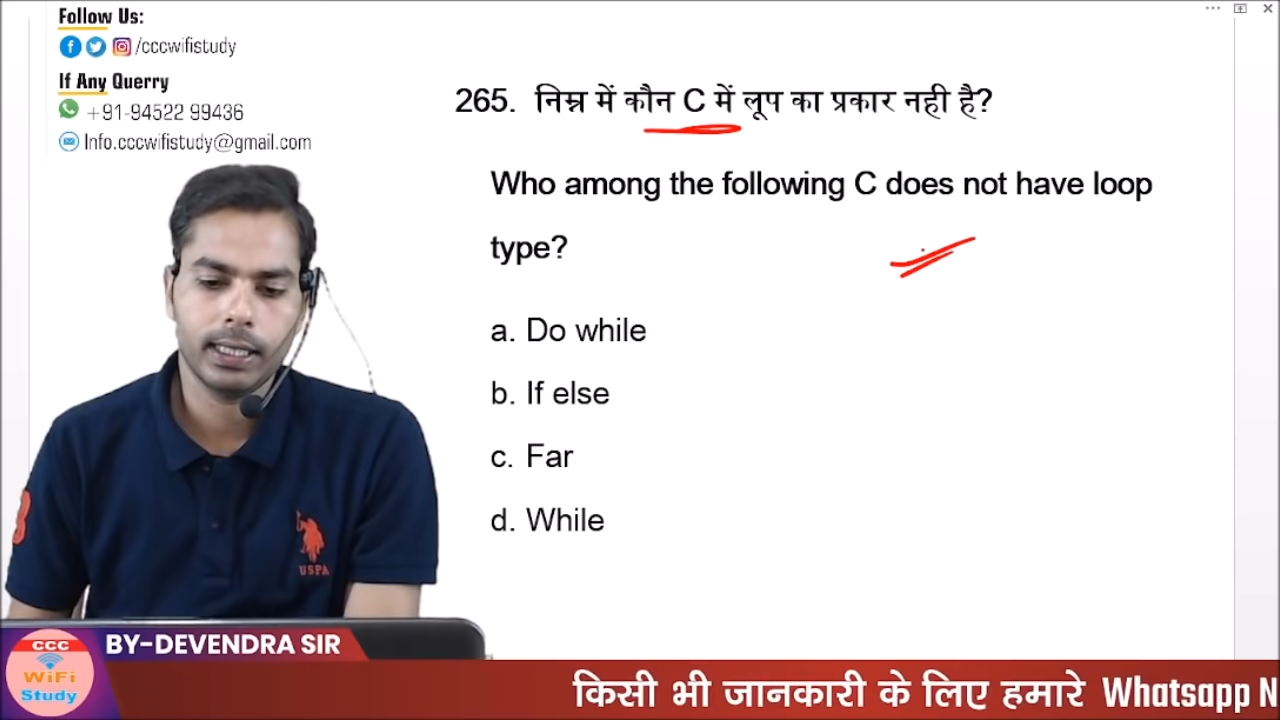 Follow Us:
/cccwifistudy
If Any Querry
+91-94522 99436
Info.cccwifistudy@gmail.com
265. निम्न में कौन C में लूप का प्रकार नही है?
Who among the following C does not have loop
type?
a. Do while
b. If else
c. Far
d. While
3
USPA
CCC
WiFi
Study
BY-DEVENDRA SIR
किसी भी जानकारी के लिए हमारे Whatsapp N